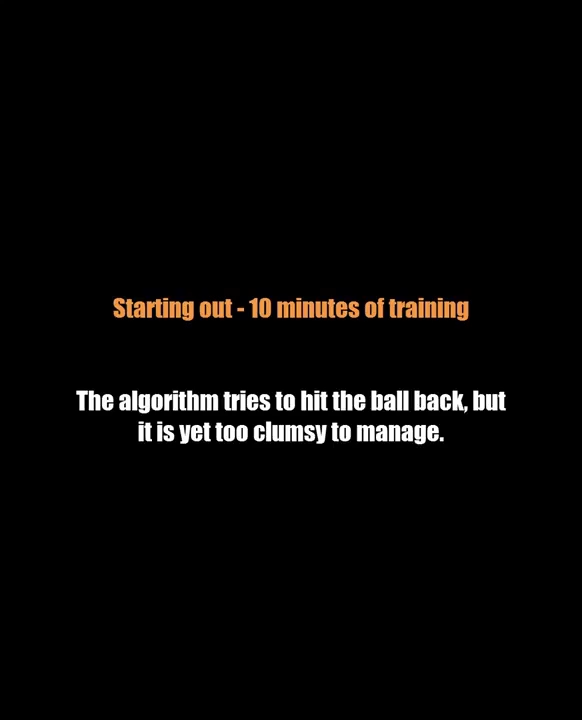 Starting out - 10 minutes of training
The algorithm tries to hit the ball back, but
it is yet too clumsy to manage.